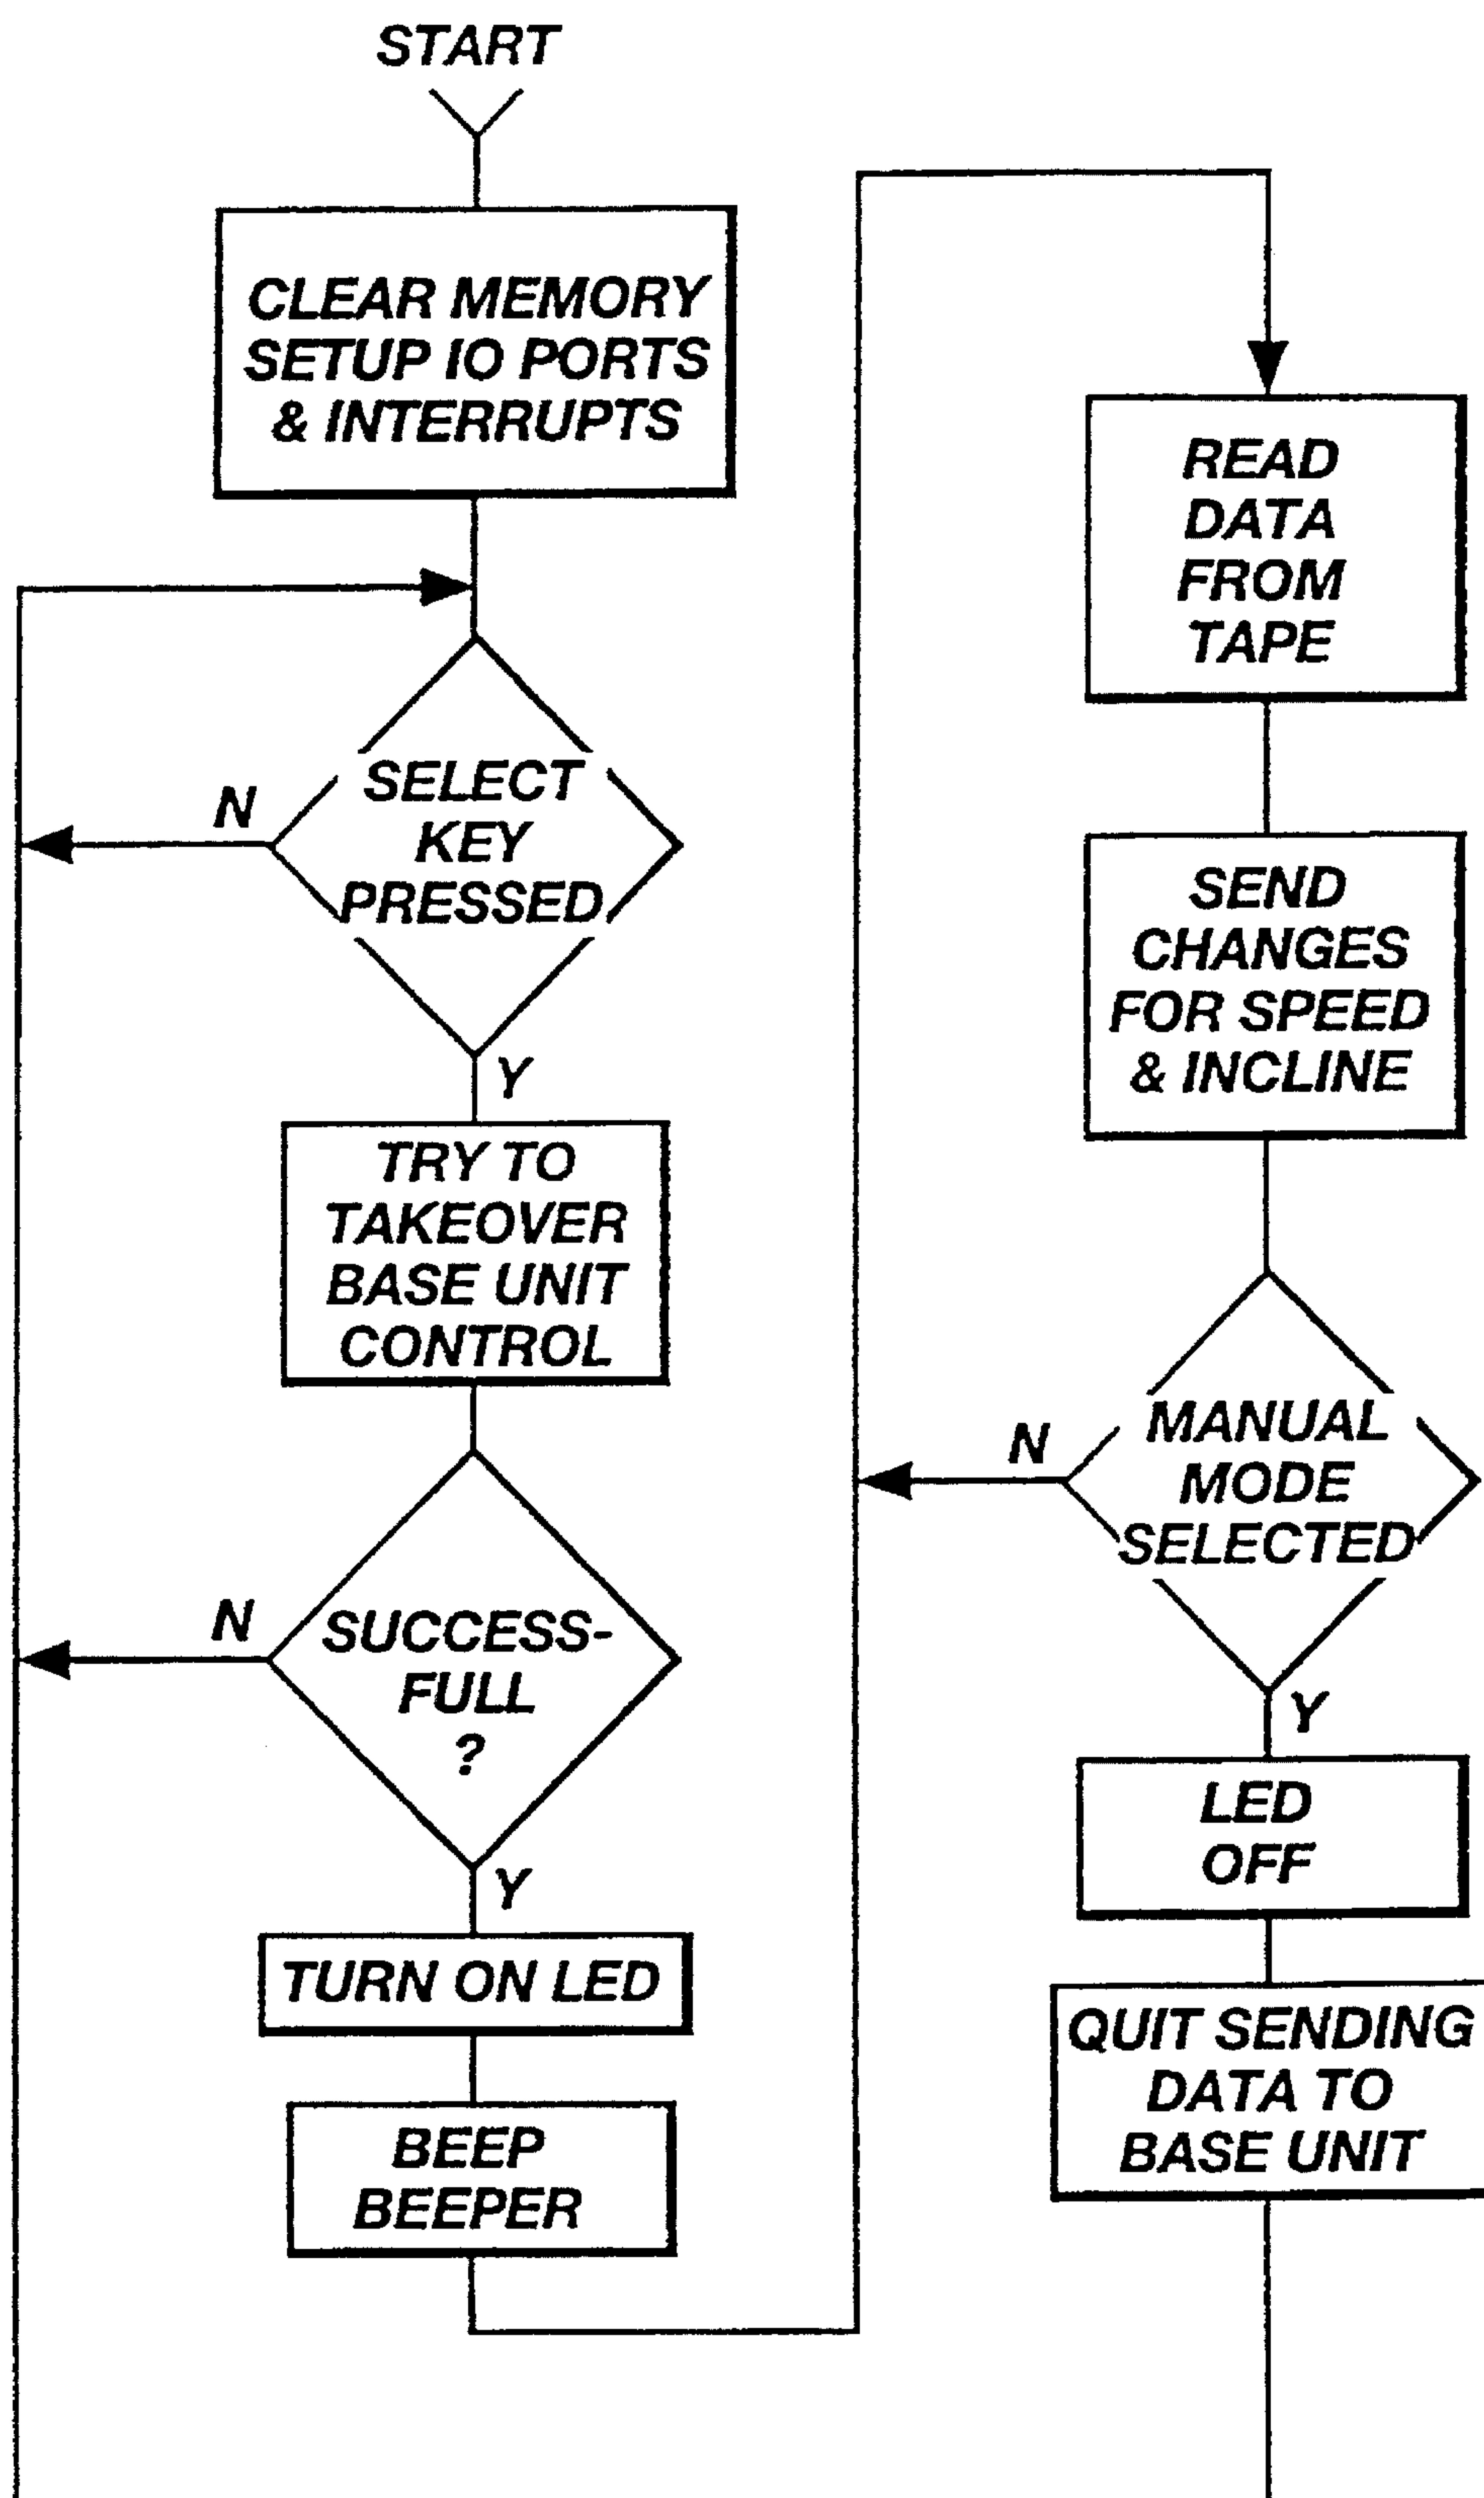 START
CLEAR MEMORY
SETUP IO PORTS
& INTERRUPTS
SELECT
KEY
PRESSED
N
Y
TRY TO
TAKEOVER
BASE UNIT
CONTROL
SUCCESS-
FULL
?
N
Y
TURN ON LED
BEEP
BEEPER
READ
DATA
FROM
TAPE
SEND
CHANGES
FOR SPEED
& INCLINE
MANUAL
MODE
SELECTED
N
Y
LED
OFF
QUIT SENDING
DATA TO
BASE UNIT